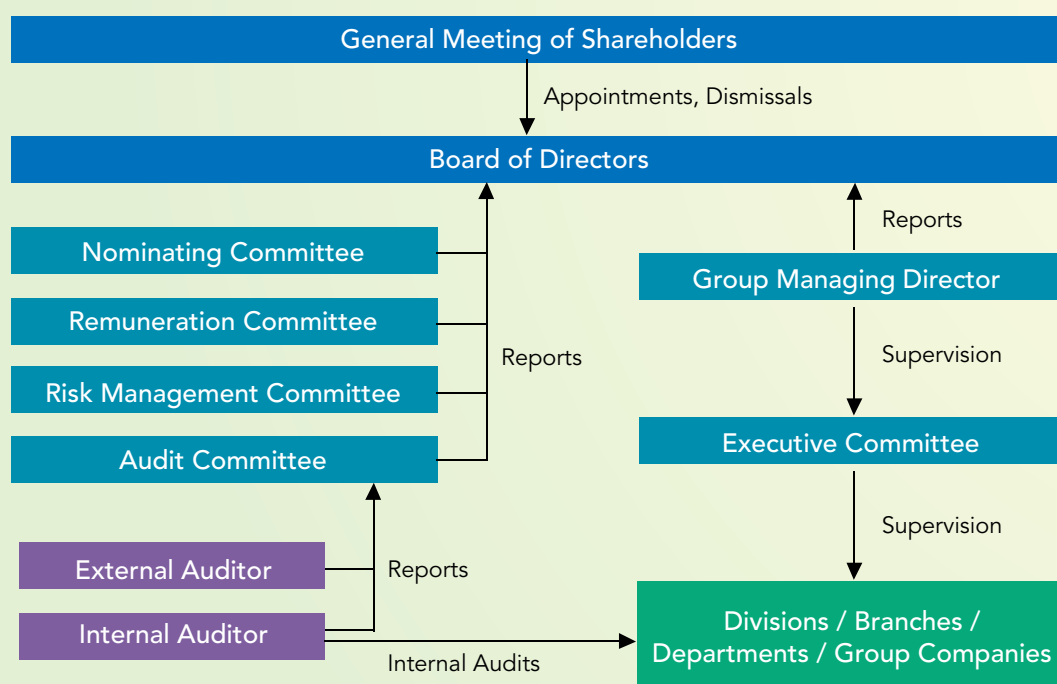 General Meeting of Shareholders
Appointments, Dismissals
Board of Directors
Nominating Committee
Remuneration Committee
Risk Management Committee
Audit Committee
Reports
External Auditor
Internal Auditor
Reports
Internal Audits
Reports
Group Managing Director
Supervision
Executive Committee
Supervision
Divisions / Branches /
Departments / Group Companies